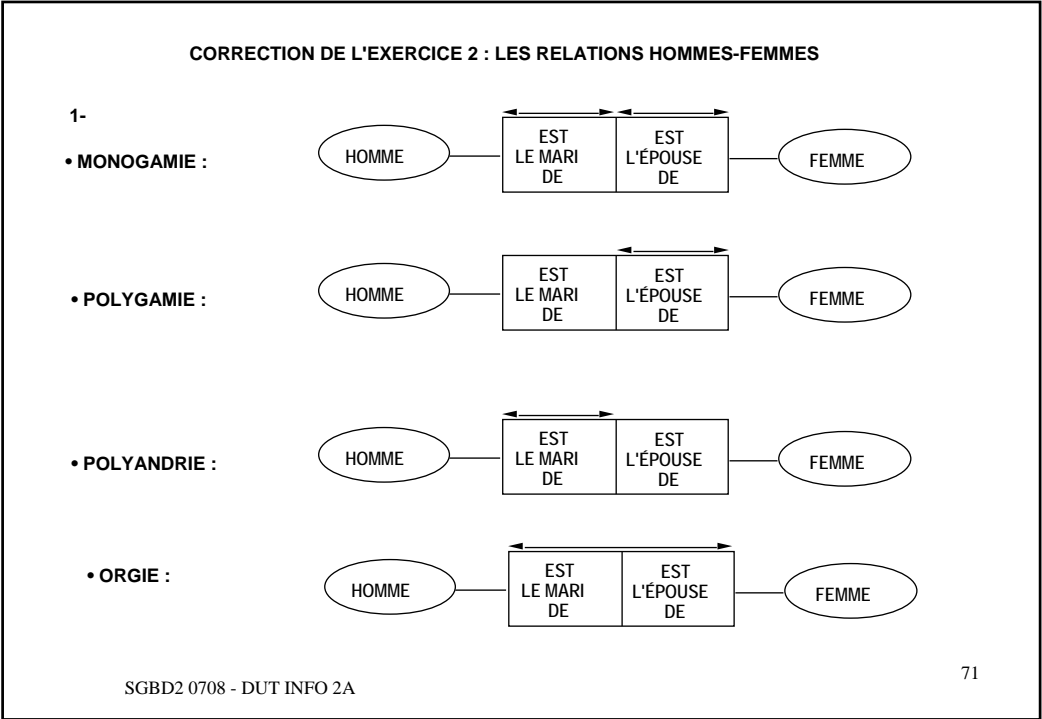 CORRECTION DE L'EXERCICE 2 : LES RELATIONS HOMMES-FEMMES
1-
• MONOGAMIE :
HOMME
EST
LE MARI
DE
EST
L'ÉPOUSE
DE
FEMME
• POLYGAMIE :
HOMME
EST
LE MARI
DE
EST
L'ÉPOUSE
DE
FEMME
• POLYANDRIE :
HOMME
EST
LE MARI
DE
EST
L'ÉPOUSE
DE
FEMME
• ORGIE :
HOMME
EST
LE MARI
DE
EST
L'ÉPOUSE
DE
FEMME
SGBD2 0708 - DUT INFO 2A
71